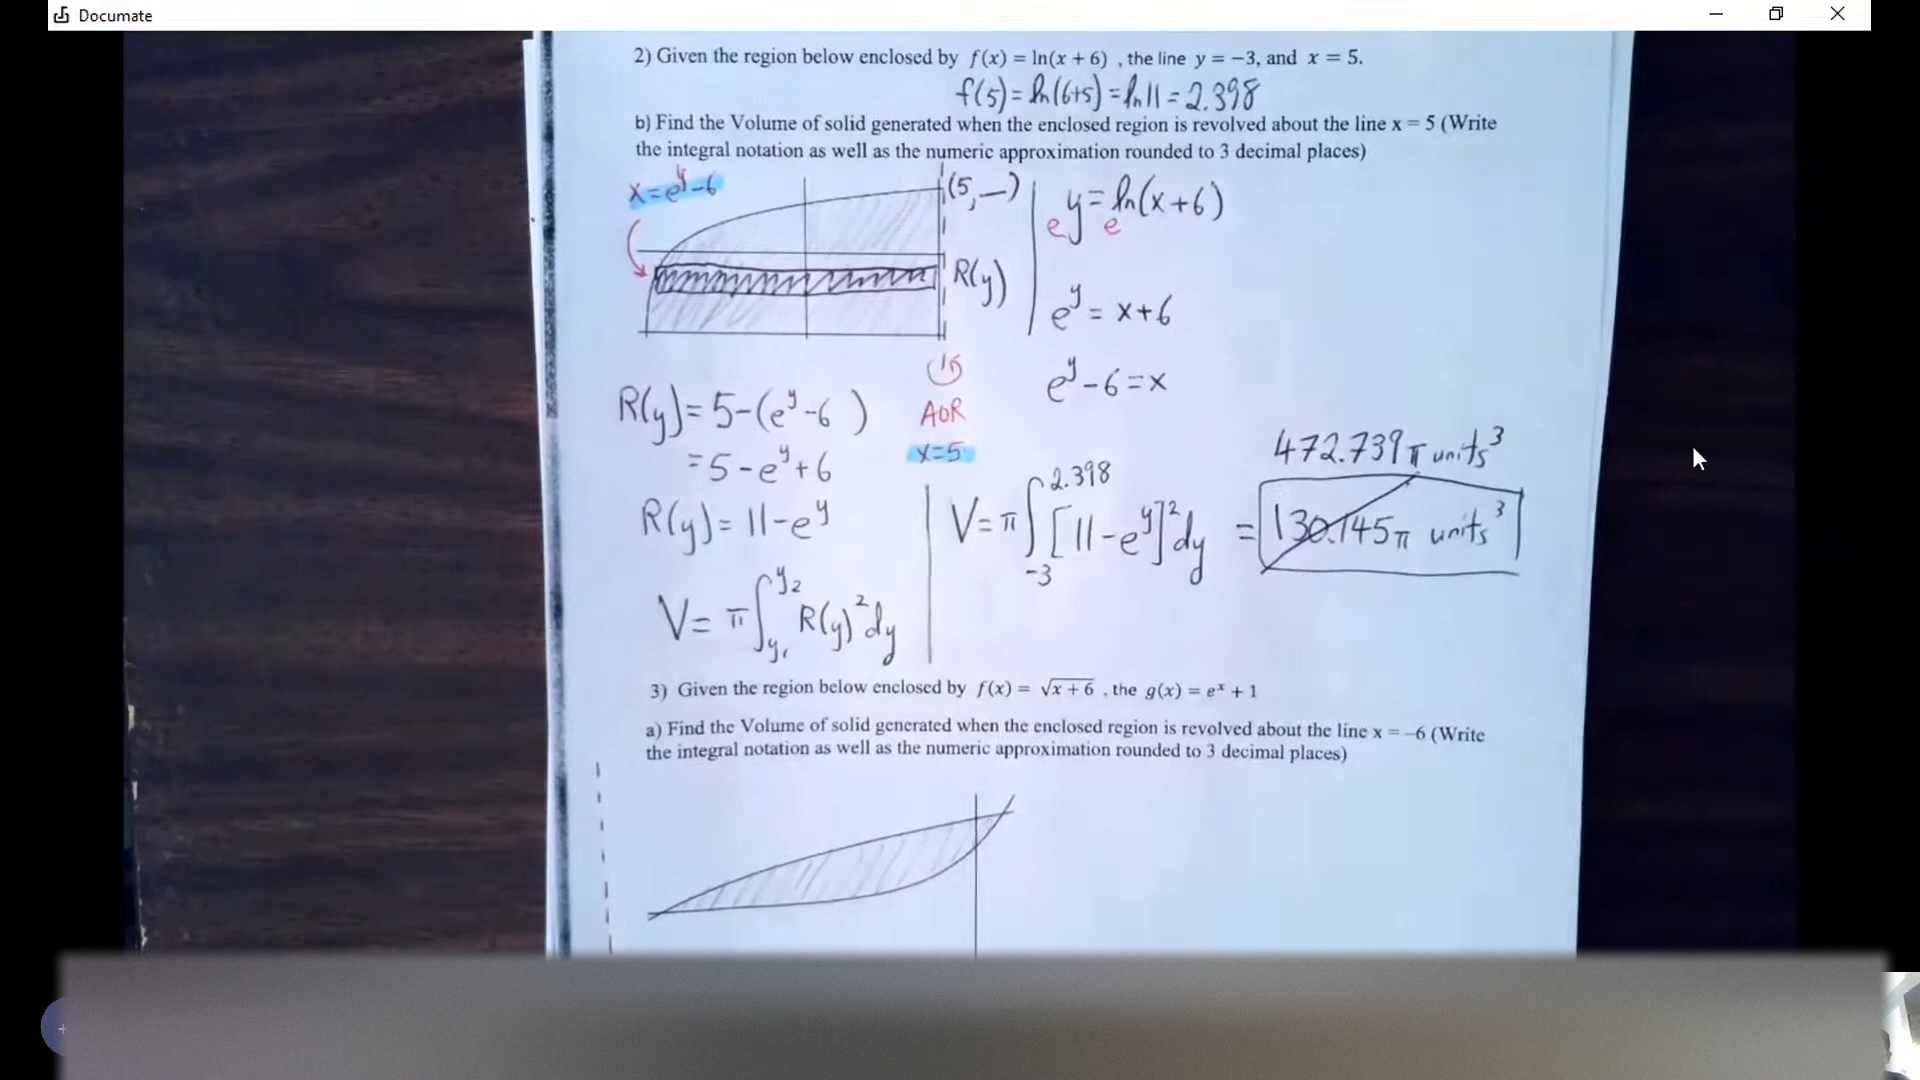 Documate
2) Given the region below enclosed by f(x) = ln(x + 6) , the line y = −3, and x = 5.
f(5) = ln(6+5) = ln 11 = 2.398
b) Find the Volume of solid generated when the enclosed region is revolved about the line x = 5 (Write
the integral notation as well as the numeric approximation rounded to 3 decimal places)
x = e^y - 6
(5, —)
R(y)
y = ln(x+6)
e e
e^y = x+6
e^y - 6 = x
AOR
x=5
R(y) = 5-(e^y -6 )
= 5 - e^y + 6
R(y) = 11-e^y
V = π∫_{y₁}^{y₂} R(y)² dy
V = π∫_{-3}^{2.398} [11-e^y]² dy = 130.145π units³
472.739π units³
3) Given the region below enclosed by f(x) = √x + 6 , the g(x) = eˣ + 1
a) Find the Volume of solid generated when the enclosed region is revolved about the line x = −6 (Write
the integral notation as well as the numeric approximation rounded to 3 decimal places)